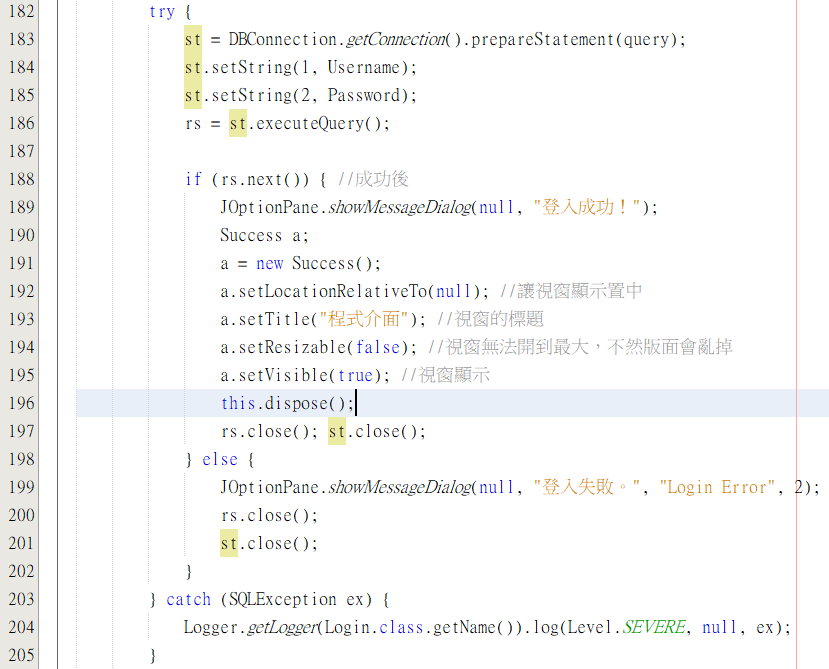 182 try {
183 st = DBConnection.getConnection().prepareStatement(query);
184 st.setString(1, Username);
185 st.setString(2, Password);
186 rs = st.executeQuery();
187
188 if (rs.next()) { //成功後
189 JOptionPane.showMessageDialog(null, "登入成功！");
190 Success a;
191 a = new Success();
192 a.setLocationRelativeTo(null); //讓視窗顯示置中
193 a.setTitle("程式介面"); //視窗的標題
194 a.setResizable(false); //視窗無法開到最大，不然版面會亂掉
195 a.setVisible(true); //視窗顯示
196 this.dispose();
197 rs.close(); st.close();
198 } else {
199 JOptionPane.showMessageDialog(null, "登入失敗。", "Login Error", 2);
200 rs.close();
201 st.close();
202 }
203 } catch (SQLException ex) {
204 Logger.getLogger(Login.class.getName()).log(Level.SEVERE, null, ex);
205 }